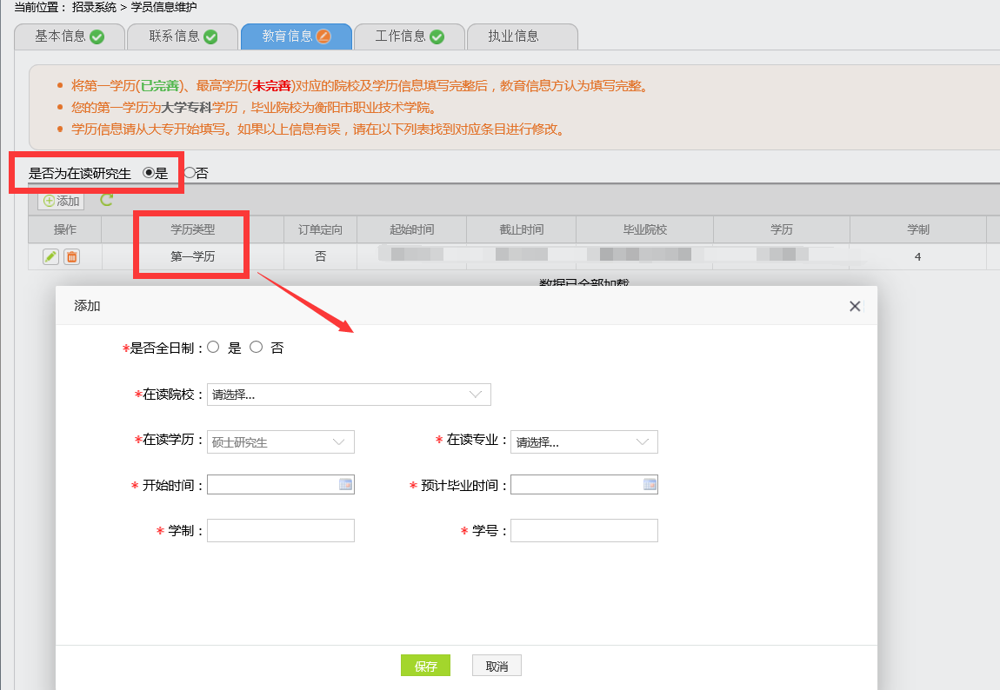 当前位置： 招录系统 > 学员信息维护
基本信息 联系信息 教育信息 工作信息 执业信息
将第一学历(已完善)、最高学历(未完善)对应的院校及学历信息填写完整后，教育信息方认为填写完整。
您的第一学历为大学专科学历，毕业院校为衡阳市职业技术学院。
学历信息请从大专开始填写。如果以上信息有误，请在以下列表找到对应条目进行修改。
是否为在读研究生 是 否
添加
操作 学历类型 订单定向 起始时间 截止时间 毕业院校 学历 学制
第一学历 否 4
数据已全部加载
添加
*是否全日制： 是 否
*在读院校： 请选择...
*在读学历： 硕士研究生 * 在读专业： 请选择...
* 开始时间： * 预计毕业时间：
* 学制： * 学号：
保存 取消